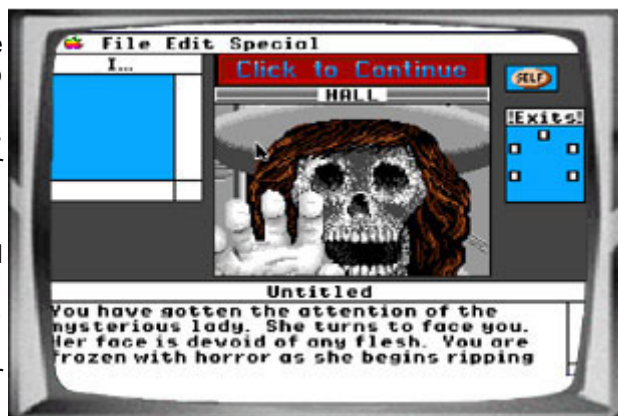 File Edit Special
I...
Click to Continue
HALL
SELF
Exits
Untitled
You have gotten the attention of the
mysterious lady. She turns to face you.
Her face is devoid of any flesh. You are
frozen with horror as she begins ripping